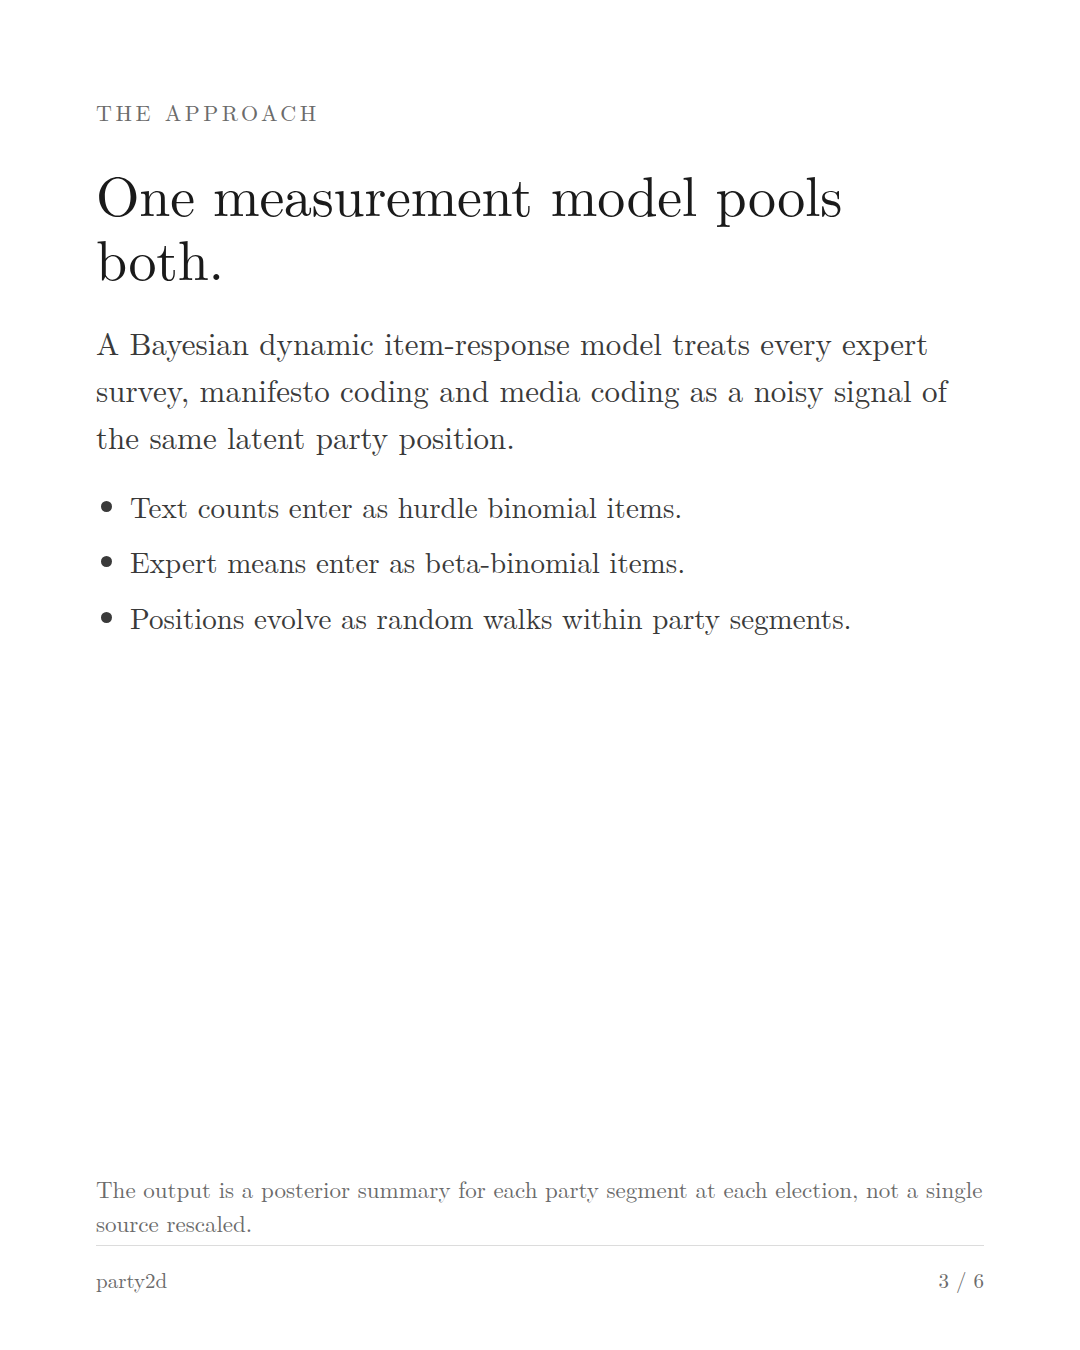 THE APPROACH
One measurement model pools
both.
A Bayesian dynamic item-response model treats every expert
survey, manifesto coding and media coding as a noisy signal of
the same latent party position.
• Text counts enter as hurdle binomial items.
• Expert means enter as beta-binomial items.
• Positions evolve as random walks within party segments.
The output is a posterior summary for each party segment at each election, not a single
source rescaled.
party2d
3 / 6